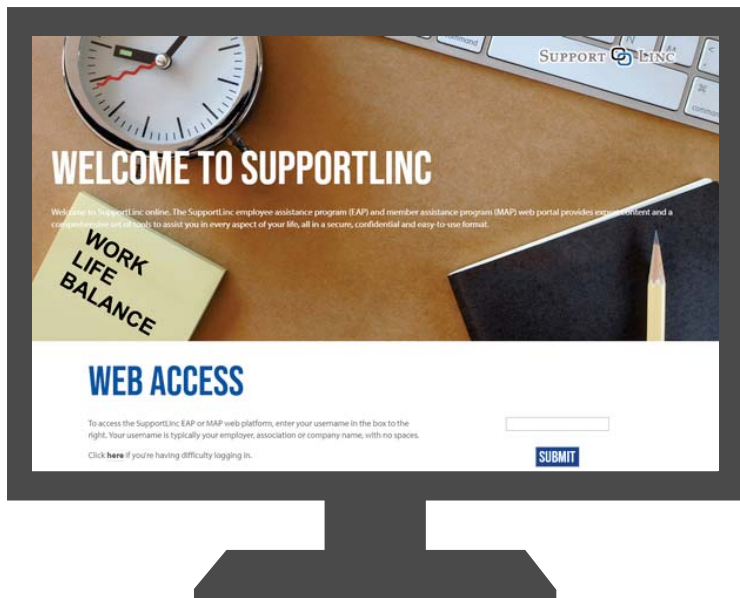 command
SUPPORT LINC
command
WELCOME TO SUPPORTLINC
Welcome to SupportLinc online. The SupportLinc employee assistance program (EAP) and member assistance program (MAP) web portal provides expert content and a
comprehensive set of tools to assist you in every aspect of your life, all in a secure, confidential and easy-to-use format.
WORK
LIFE
BALANCE
WEB ACCESS
To access the SupportLinc EAP or MAP web platform, enter your username in the box to the
right. Your username is typically your employer, association or company name, with no spaces.
Click here if you're having difficulty logging in.
SUBMIT